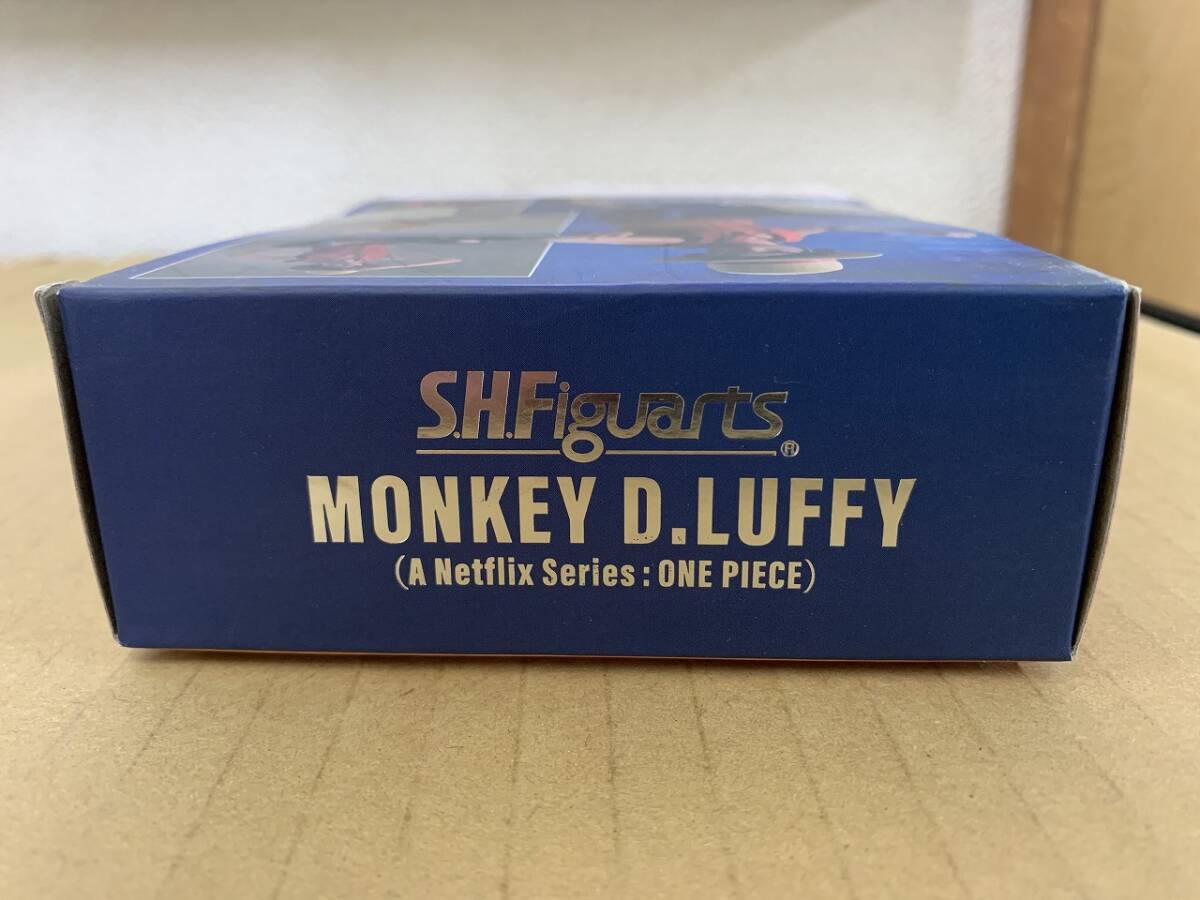 S.H.Figuarts®
MONKEY D.LUFFY
(A Netflix Series : ONE PIECE)